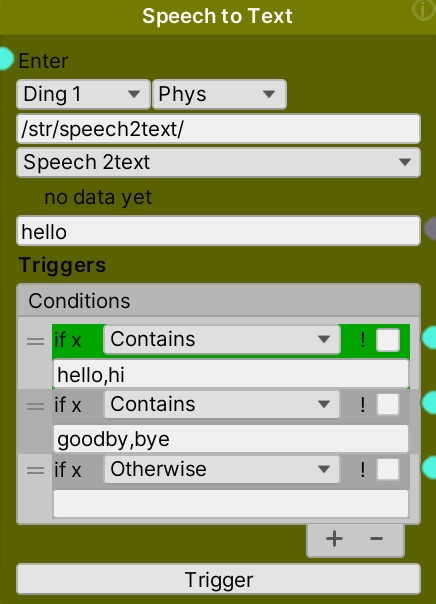 Speech to Text
Enter
Ding 1 Phys
/str/speech2text/
Speech 2text
no data yet
hello
Triggers
Conditions
if x Contains !
hello,hi
if x Contains !
goodby,bye
if x Otherwise !
+ -
Trigger